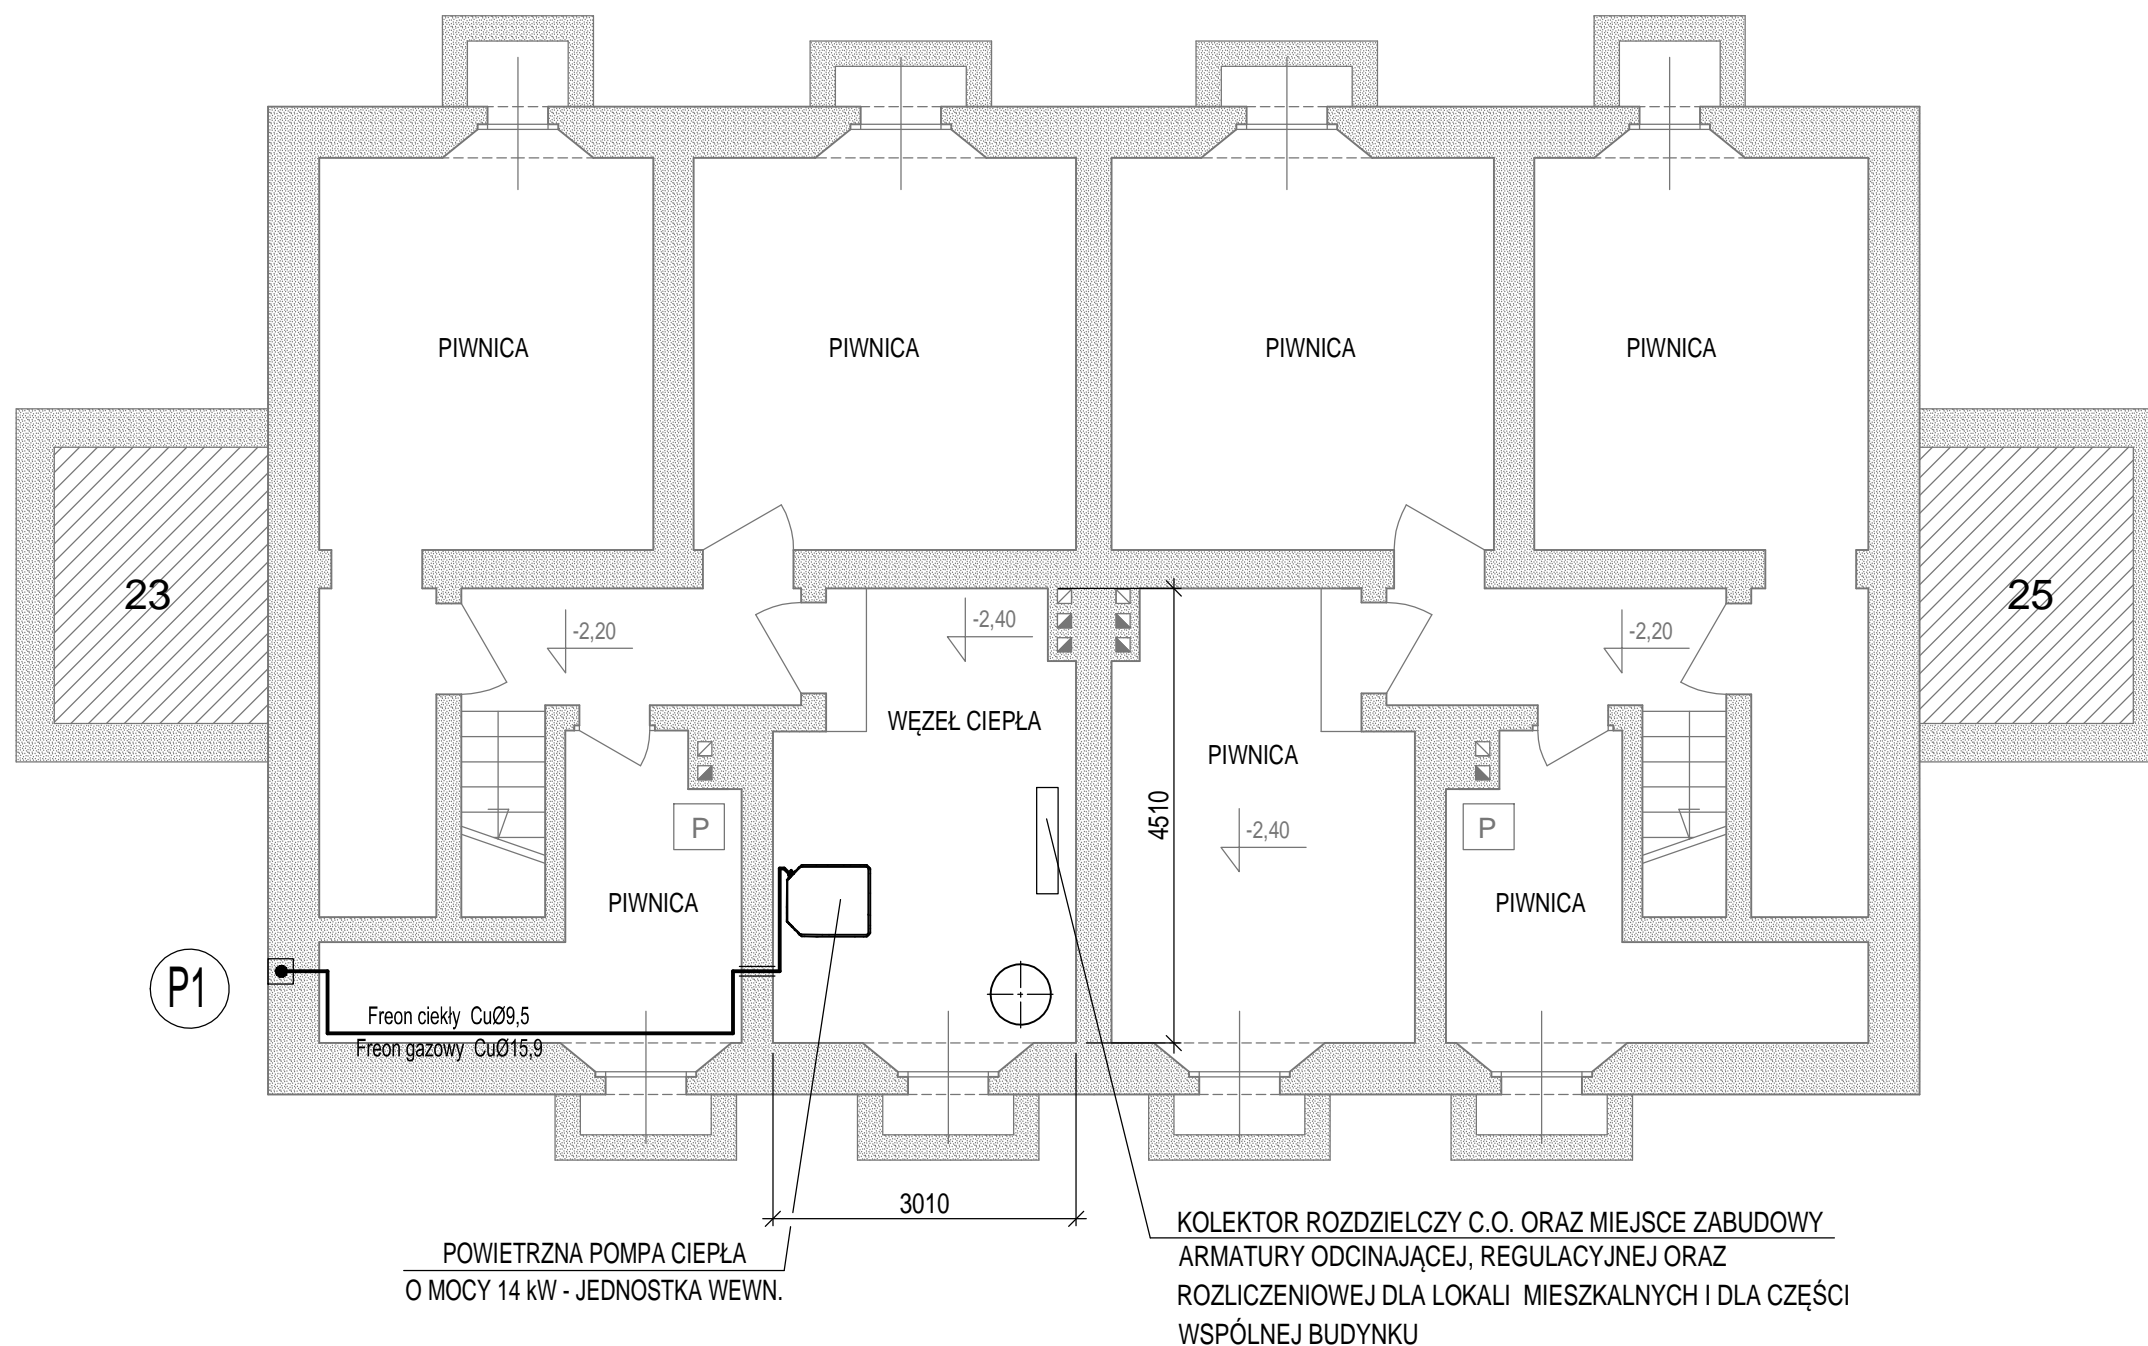 PIWNICA
PIWNICA
PIWNICA
PIWNICA
23
25
-2,20
-2,40
-2,20
WĘZEŁ CIEPŁA
PIWNICA
4510
-2,40
P
P
PIWNICA
PIWNICA
P1
Freon ciekły CuØ9,5
Freon gazowy CuØ15,9
3010
POWIETRZNA POMPA CIEPŁA
O MOCY 14 kW - JEDNOSTKA WEWN.
KOLEKTOR ROZDZIELCZY C.O. ORAZ MIEJSCE ZABUDOWY
ARMATURY ODCINAJĄCEJ, REGULACYJNEJ ORAZ
ROZLICZENIOWEJ DLA LOKALI MIESZKALNYCH I DLA CZĘŚCI
WSPÓLNEJ BUDYNKU